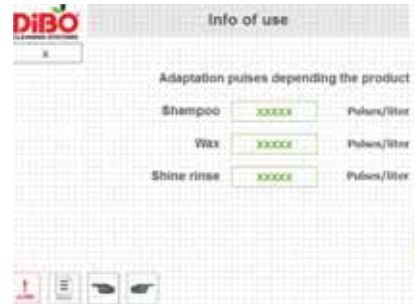 DiBO
CLEANING SYSTEMS
Info of use
x
Adaptation pulses depending the product
Shampoo xxxxx Pulses/liter
Wax xxxxx Pulses/liter
Shine rinse xxxxx Pulses/liter